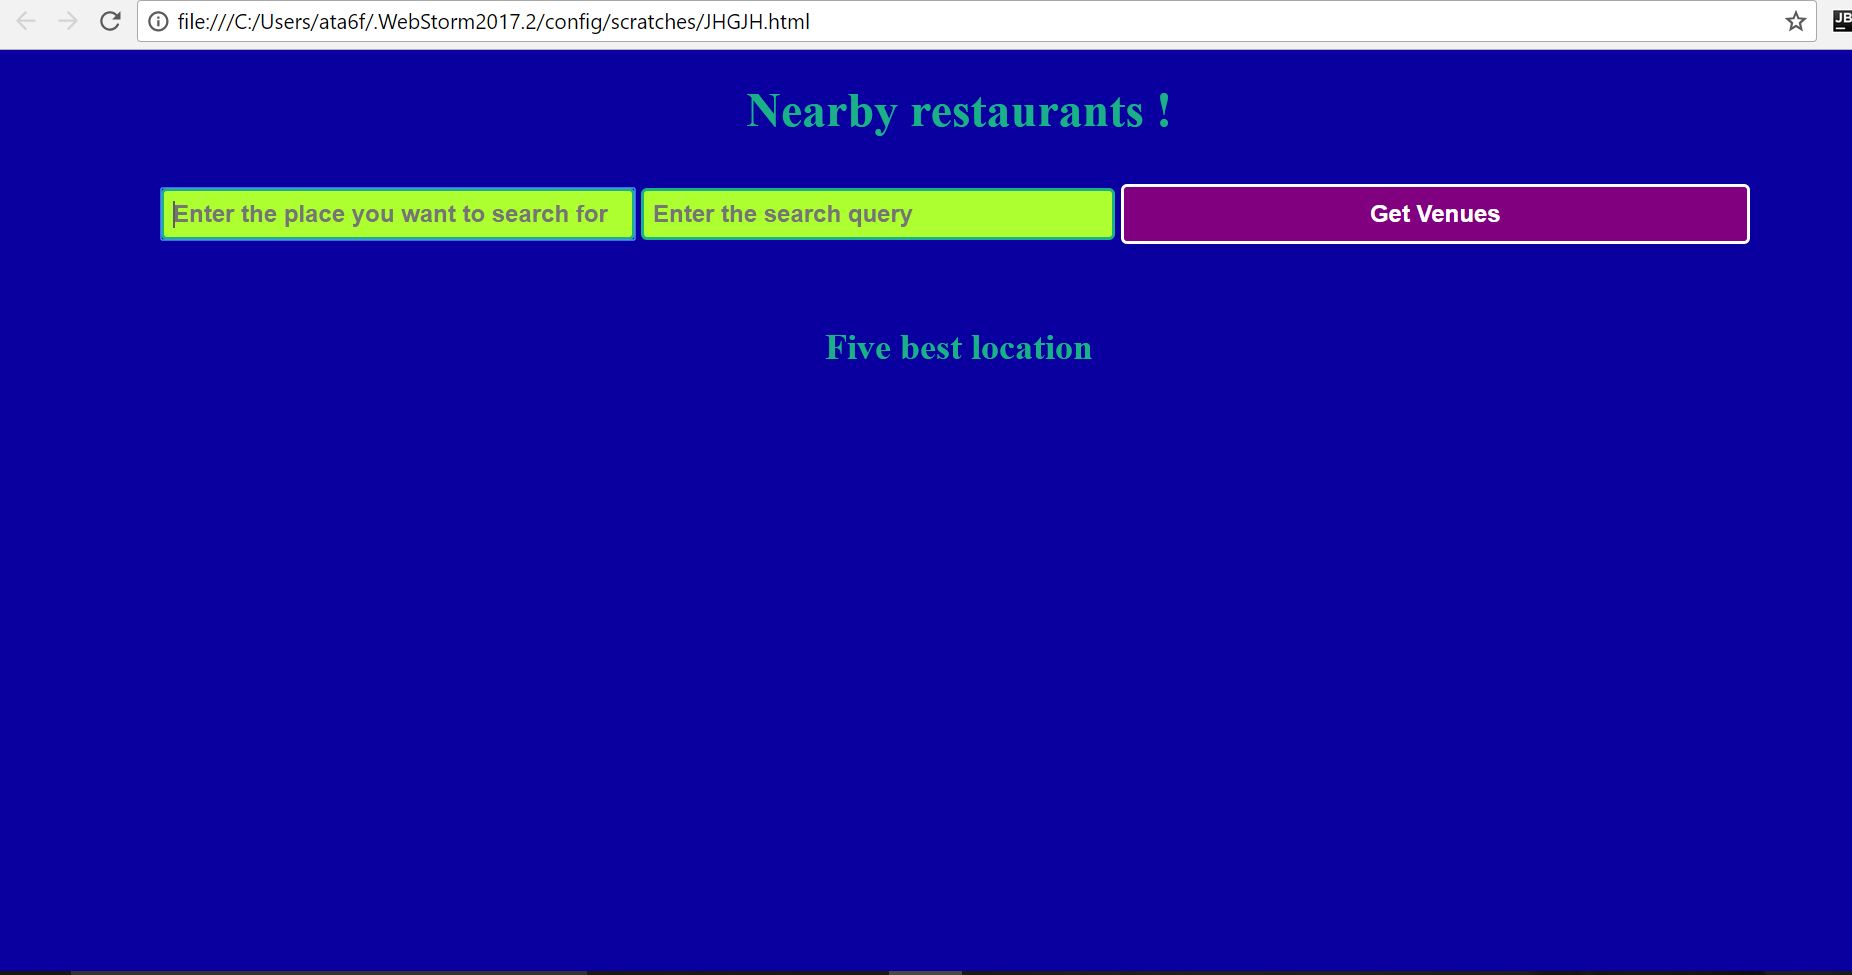 file:///C:/Users/ata6f/.WebStorm2017.2/config/scratches/JHGJH.html
JB
Nearby restaurants !
Enter the place you want to search for Enter the search query Get Venues
Five best location